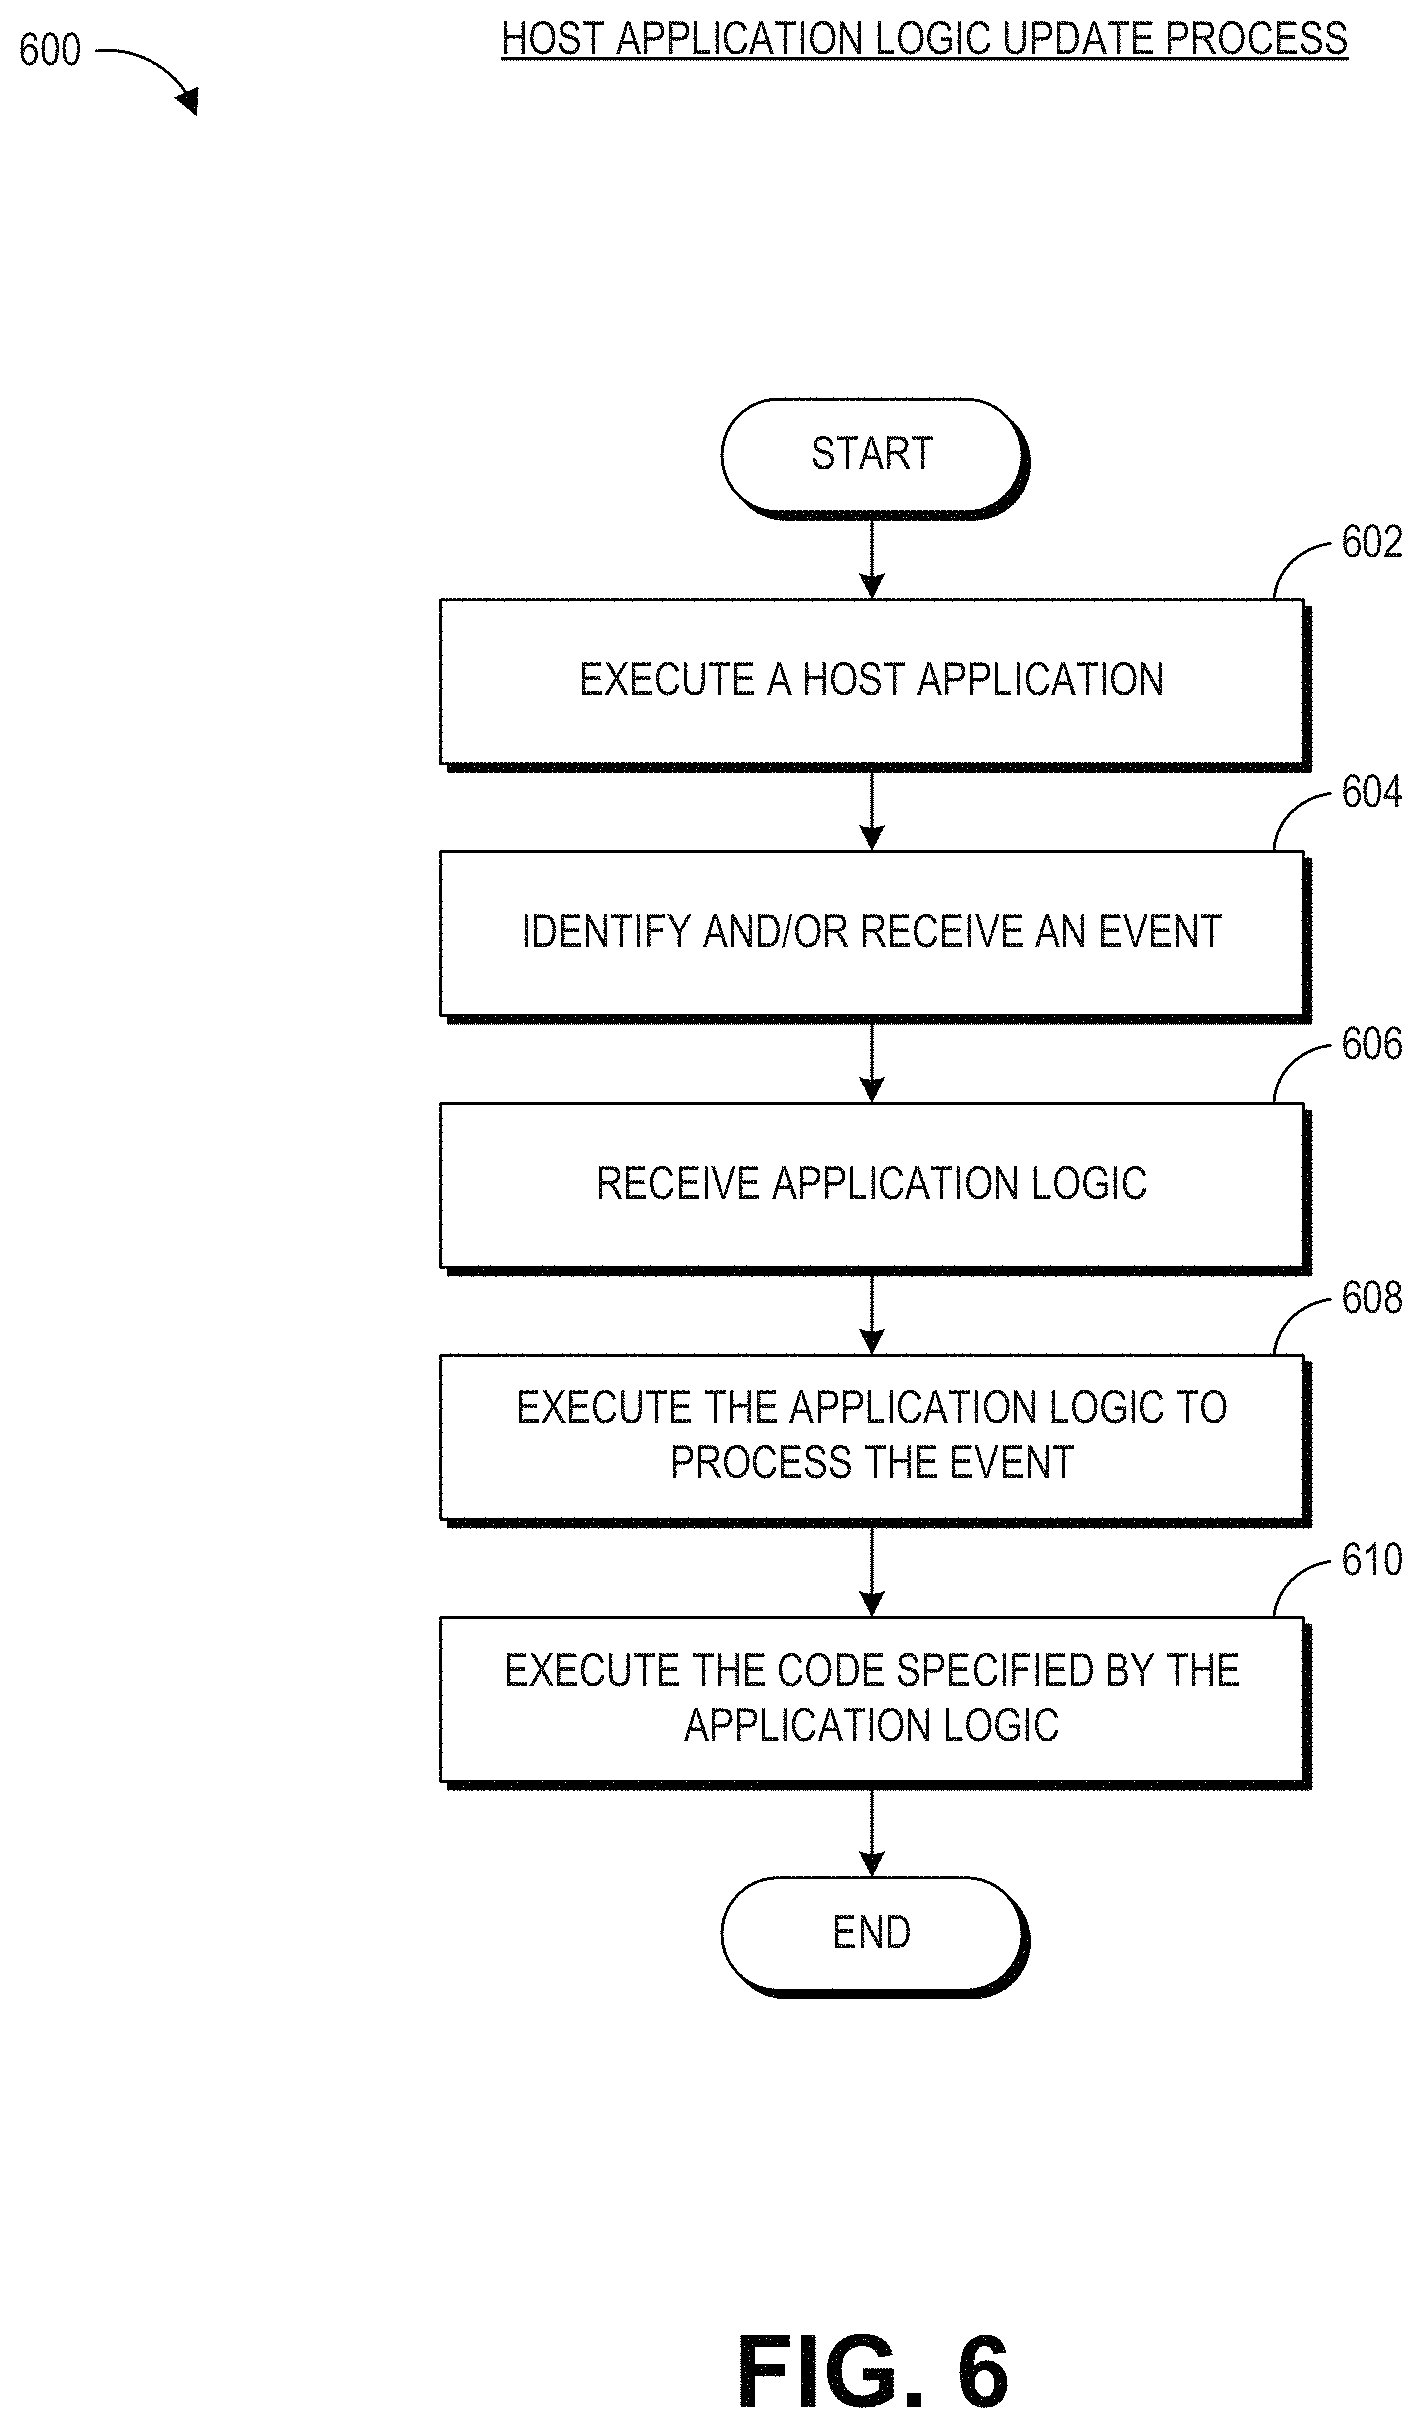 600
HOST APPLICATION LOGIC UPDATE PROCESS
START
602
EXECUTE A HOST APPLICATION
604
IDENTIFY AND/OR RECEIVE AN EVENT
606
RECEIVE APPLICATION LOGIC
608
EXECUTE THE APPLICATION LOGIC TO
PROCESS THE EVENT
610
EXECUTE THE CODE SPECIFIED BY THE
APPLICATION LOGIC
END
FIG. 6